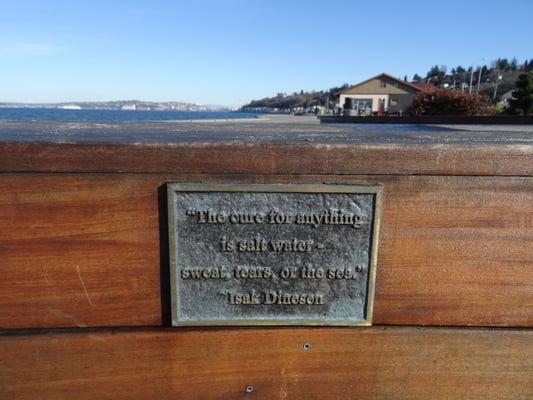 "The cure for anything
is salt water -
sweat, tears, or the sea."
~Isak Dinesen